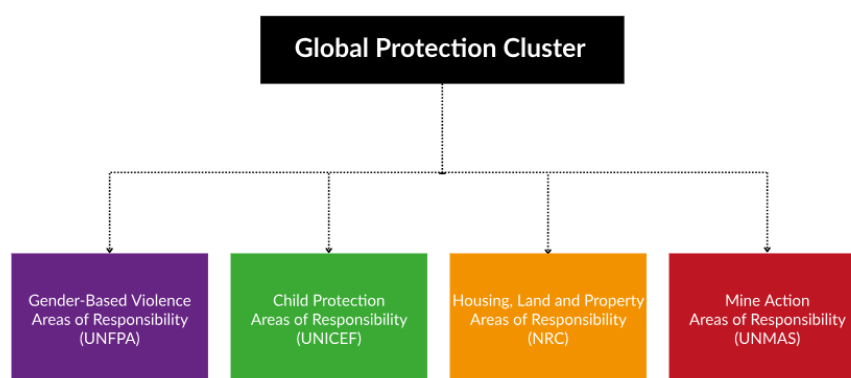 Global Protection Cluster
Gender-Based Violence
Areas of Responsibility
(UNFPA)
Child Protection
Areas of Responsibility
(UNICEF)
Housing, Land and Property
Areas of Responsibility
(NRC)
Mine Action
Areas of Responsibility
(UNMAS)